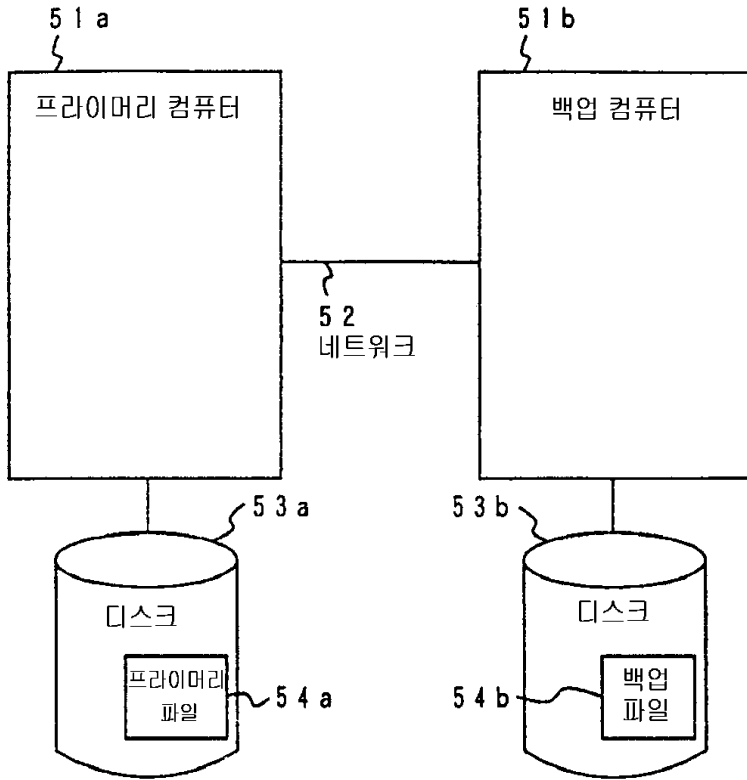 51a
51b
프라이머리 컴퓨터
백업 컴퓨터
52
네트워크
53a
53b
디스크
디스크
프라이머리
파일
54a
54b
백업
파일